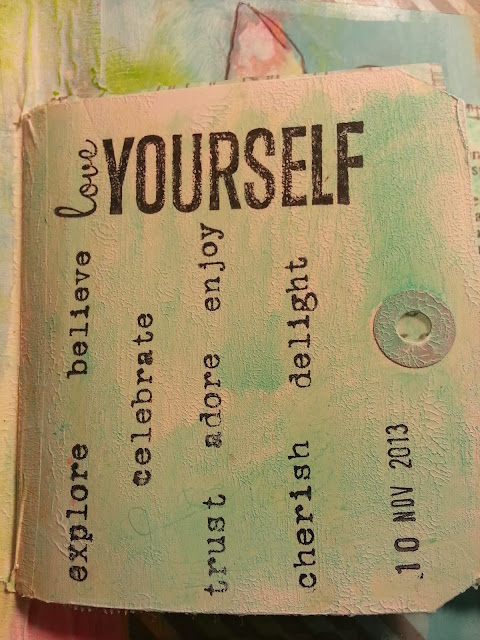 love
YOURSELF
explore believe
celebrate
trust adore enjoy
cherish delight
10 NOV 2013